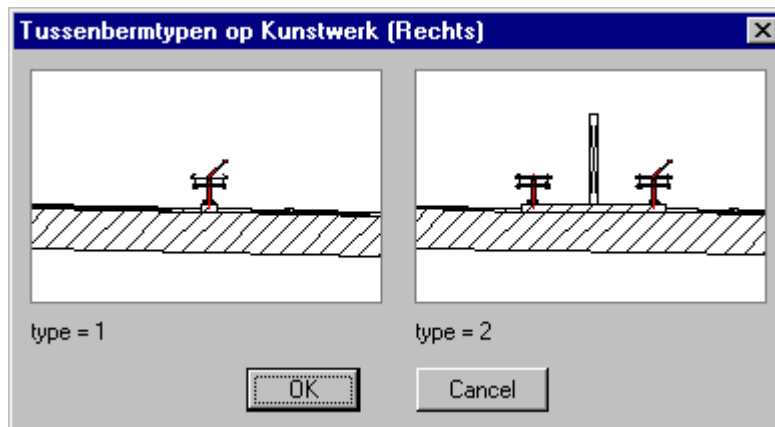 Tussenbermtypen op Kunstwerk (Rechts)
type = 1
type = 2
OK
Cancel